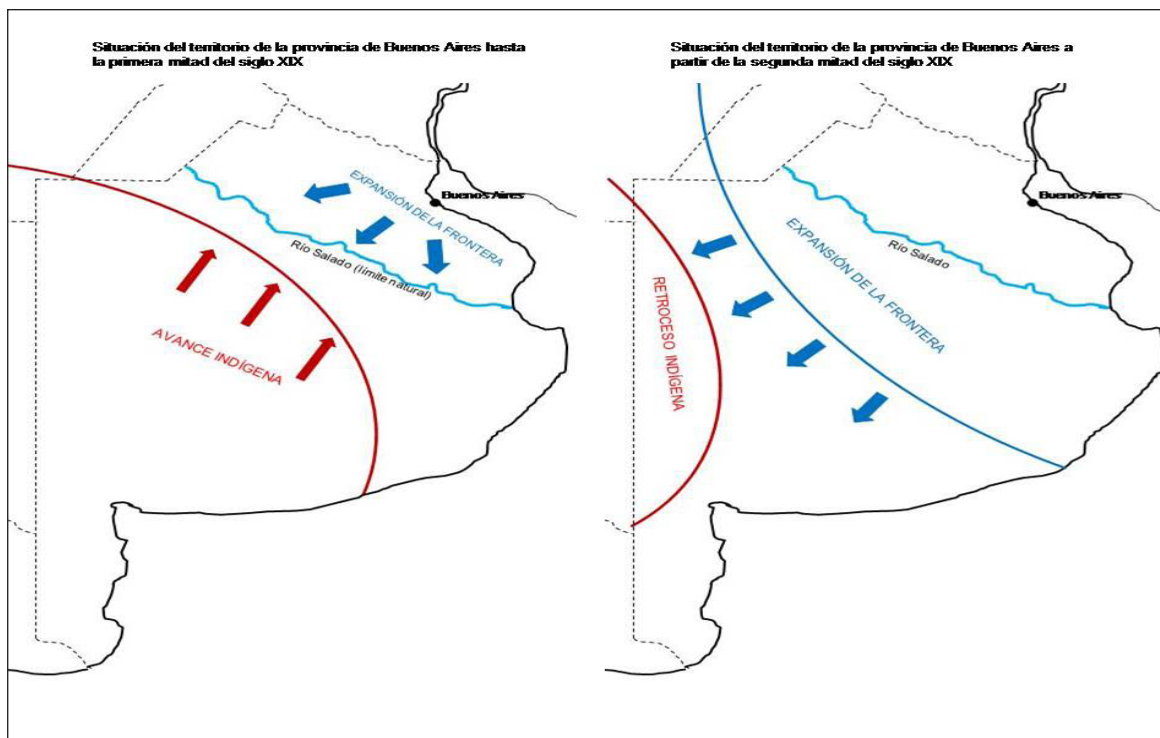 Situación del territorio de la provincia de Buenos Aires hasta
la primera mitad del siglo XIX
EXPANSIÓN DE LA FRONTERA
Buenos Aires
Río Salado (límite natural)
AVANCE INDÍGENA
Situación del territorio de la provincia de Buenos Aires a
partir de la segunda mitad del siglo XIX
Buenos Aires
Río Salado
EXPANSIÓN DE LA FRONTERA
RETROCESO INDÍGENA